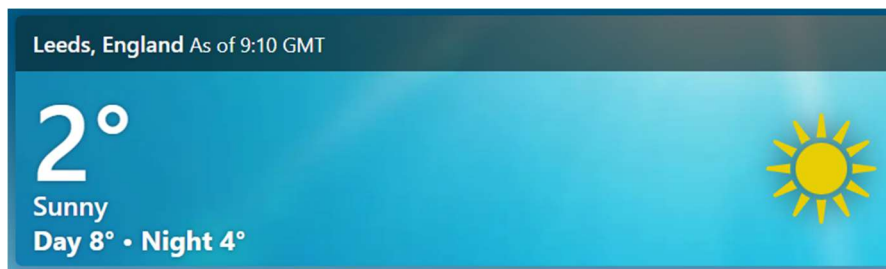 Leeds, England As of 9:10 GMT
2°
Sunny
Day 8° • Night 4°